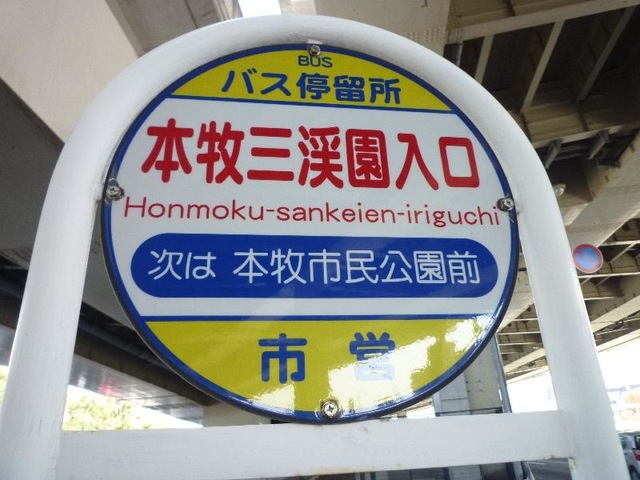 BUS
バス停留所
本牧三渓園入口
Honmoku-sankeien-iriguchi
次は 本牧市民公園前
市営